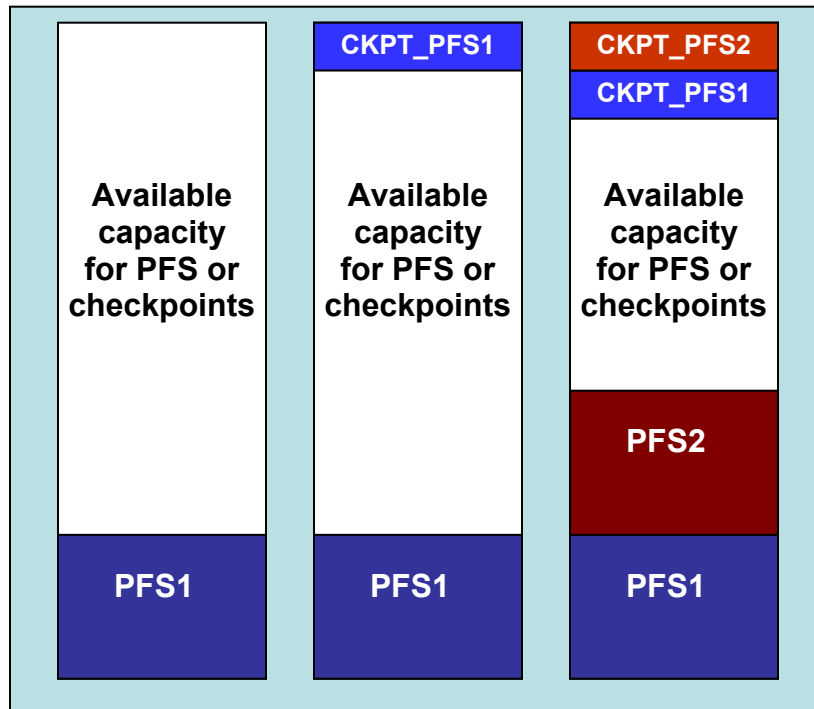 Available
capacity
for PFS or
checkpoints
PFS1
CKPT_PFS1
Available
capacity
for PFS or
checkpoints
PFS1
CKPT_PFS2
CKPT_PFS1
Available
capacity
for PFS or
checkpoints
PFS2
PFS1